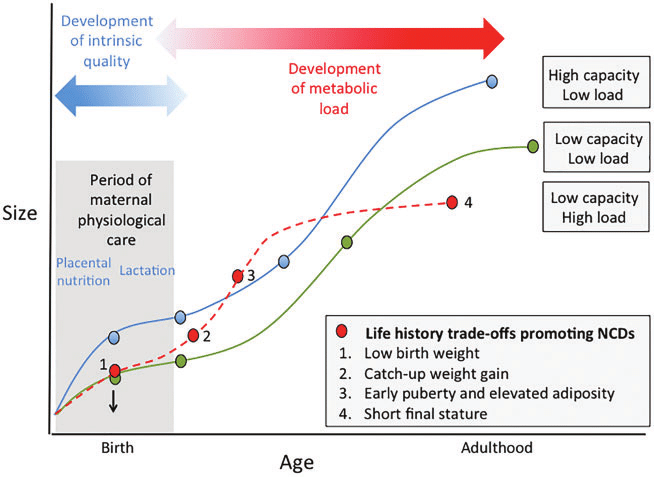 Development
of intrinsic
quality
Development
of metabolic
load
High capacity
Low load
Low capacity
Low load
Low capacity
High load
Period of
maternal
physiological
care
Size
Placental
nutrition
Lactation
1
2
3
4
Life history trade-offs promoting NCDs
1. Low birth weight
2. Catch-up weight gain
3. Early puberty and elevated adiposity
4. Short final stature
Birth
Adulthood
Age